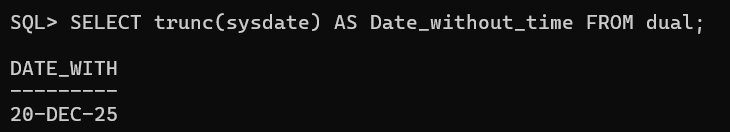 SQL> SELECT trunc(sysdate) AS Date_without_time FROM dual;
DATE_WITH
---------
20-DEC-25